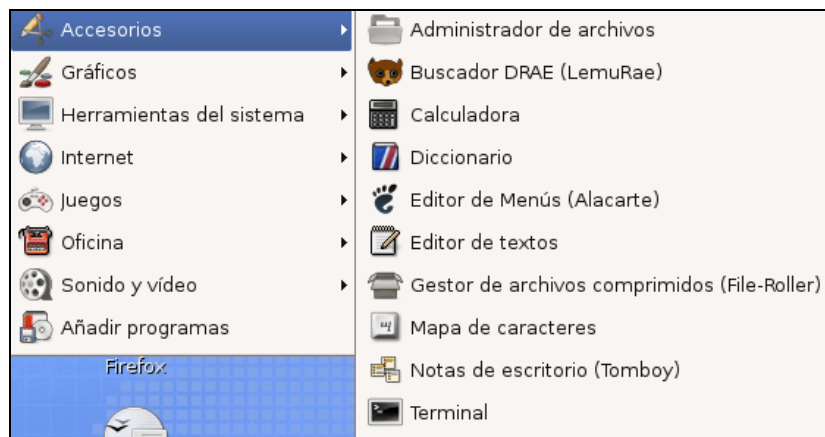 Accesorios
Gráficos
Herramientas del sistema
Internet
Juegos
Oficina
Sonido y vídeo
Añadir programas
Firefox
Administrador de archivos
Buscador DRAE (LemuRae)
Calculadora
Diccionario
Editor de Menús (Alacarte)
Editor de textos
Gestor de archivos comprimidos (File-Roller)
Mapa de caracteres
Notas de escritorio (Tomboy)
Terminal